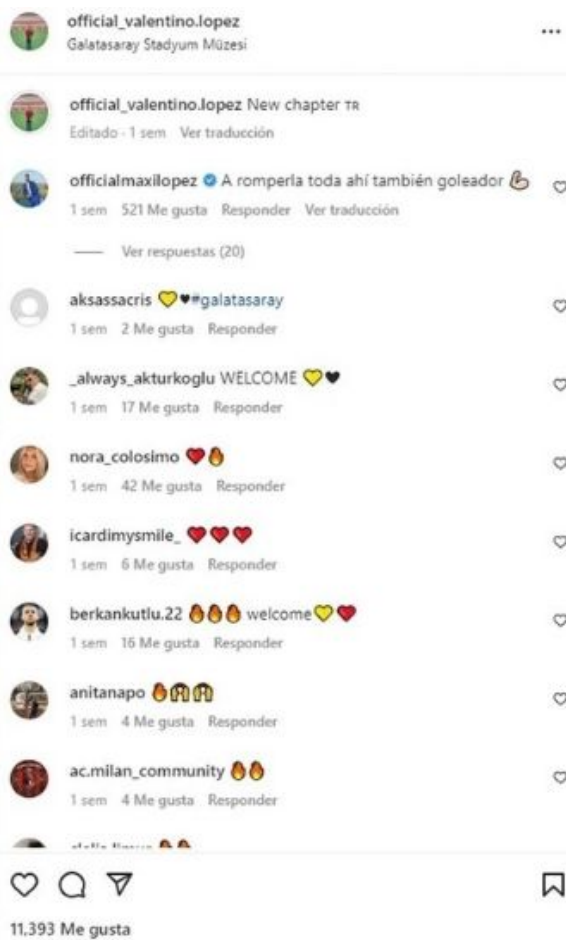 official_valentino.lopez
Galatasaray Stadyum Müzesi
official_valentino.lopez New chapter TR
Editado · 1 sem Ver traducción
officialmaxilopez A romperla toda ahí también goleador 💪
1 sem 521 Me gusta Responder Ver traducción
Ver respuestas (20)
aksassacris 💛🖤#galatasaray
1 sem 2 Me gusta Responder
_always_akturkoglu WELCOME 💛🖤
1 sem 17 Me gusta Responder
nora_colosimo ❤️🔥
1 sem 42 Me gusta Responder
icardimysmile_ ❤️❤️❤️
1 sem 6 Me gusta Responder
berkankutlu.22 🔥🔥🔥 welcome💛❤️
1 sem 16 Me gusta Responder
anitanapo 🔥🫶🫶
1 sem 4 Me gusta Responder
ac.milan_community 🔥🔥
1 sem 4 Me gusta Responder
11,393 Me gusta